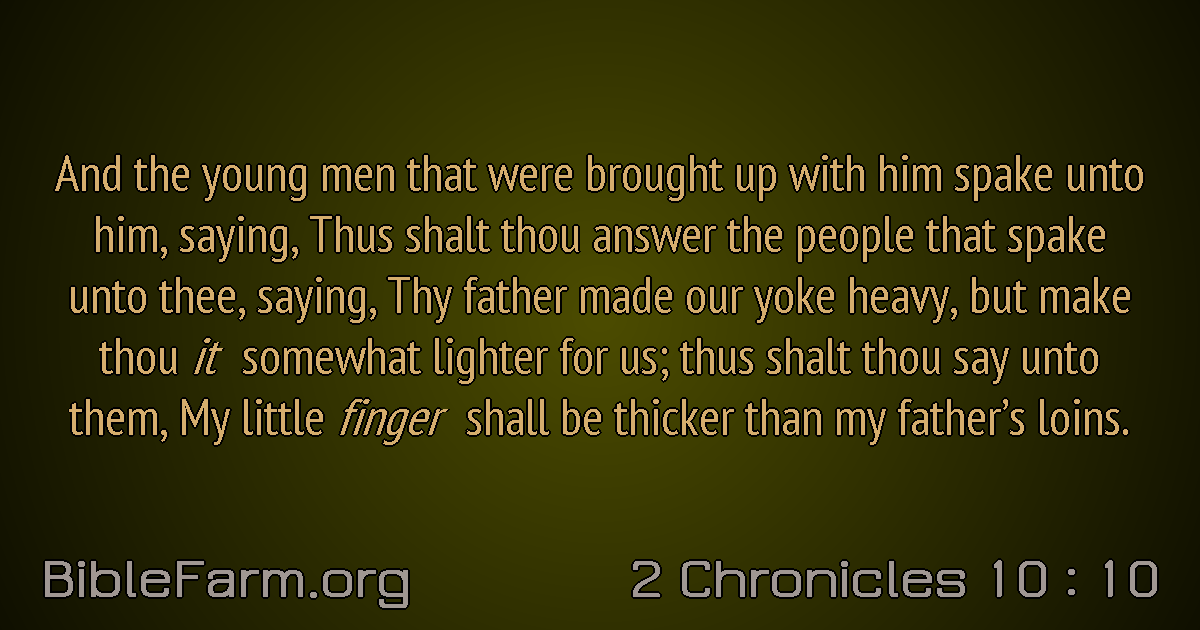 And the young men that were brought up with him spake unto
him, saying, Thus shalt thou answer the people that spake
unto thee, saying, Thy father made our yoke heavy, but make
thou it somewhat lighter for us; thus shalt thou say unto
them, My little finger shall be thicker than my father’s loins.
BibleFarm.org
2 Chronicles 10 : 10